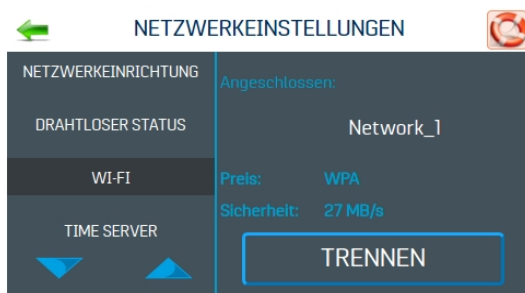 NETZWERKEINSTELLUNGEN
NETZWERKEINRICHTUNG
DRAHTLOSER STATUS
WI-FI
TIME SERVER
Angeschlossen:
Network_1
Preis: WPA
Sicherheit: 27 MB/s
TRENNEN